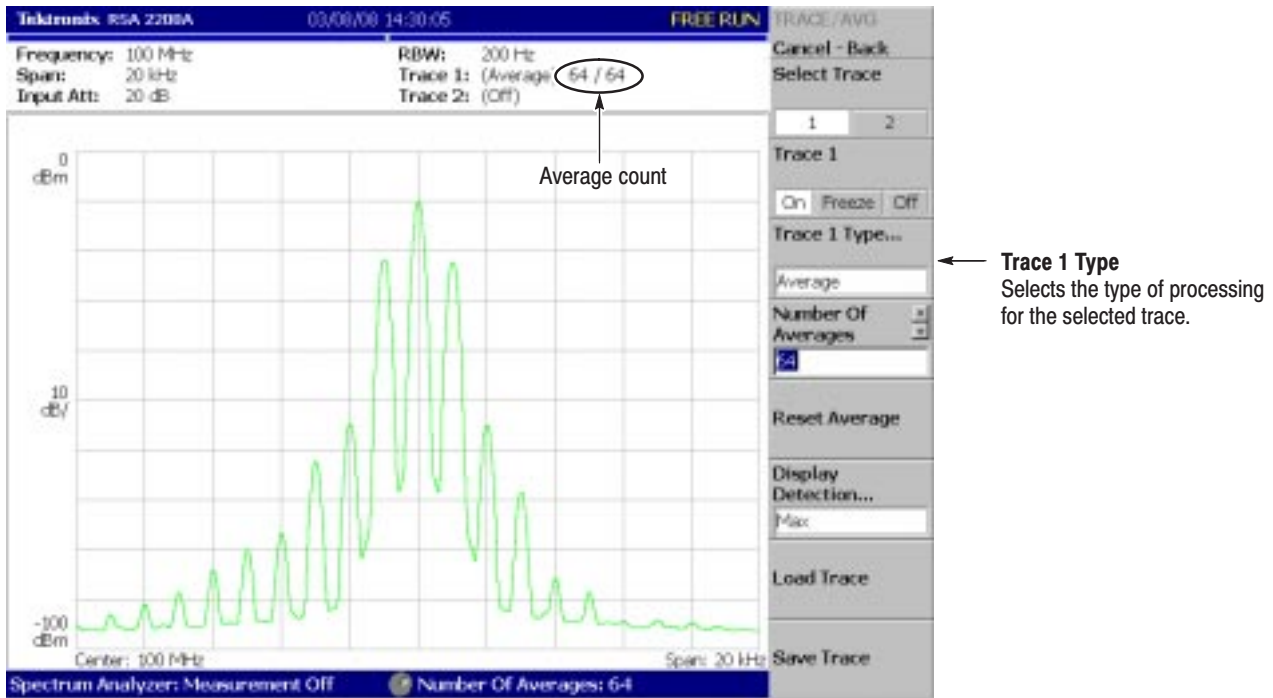 Tektronix RSA 2200A 03/08/08 14:30:05 FREE RUN
Frequency: 100 MHz
Span: 20 kHz
Input Att: 20 dB
RBW: 200 Hz
Trace 1: (Average) 64 / 64
Trace 2: (Off)
Average count
0
dBm
10
dB/
-100
dBm
Center: 100 MHz Span: 20 kHz
Spectrum Analyzer: Measurement Off Number Of Averages: 64
TRACE/AVG
Cancel - Back
Select Trace
1 2
Trace 1
On Freeze Off
Trace 1 Type...
Average
Number Of
Averages
64
Reset Average
Display
Detection...
Max
Load Trace
Save Trace
Trace 1 Type
Selects the type of processing
for the selected trace.